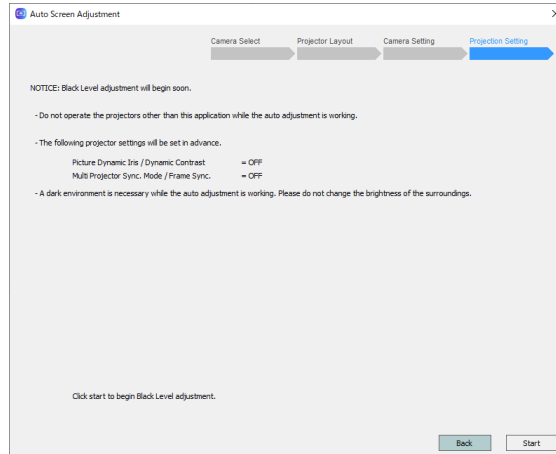 Auto Screen Adjustment
Camera Select Projector Layout Camera Setting Projection Setting
NOTICE: Black Level adjustment will begin soon.
- Do not operate the projectors other than this application while the auto adjustment is working.
- The following projector settings will be set in advance.
Picture Dynamic Iris / Dynamic Contrast = OFF
Multi Projector Sync. Mode / Frame Sync. = OFF
- A dark environment is necessary while the auto adjustment is working. Please do not change the brightness of the surroundings.
Click start to begin Black Level adjustment.
Back Start